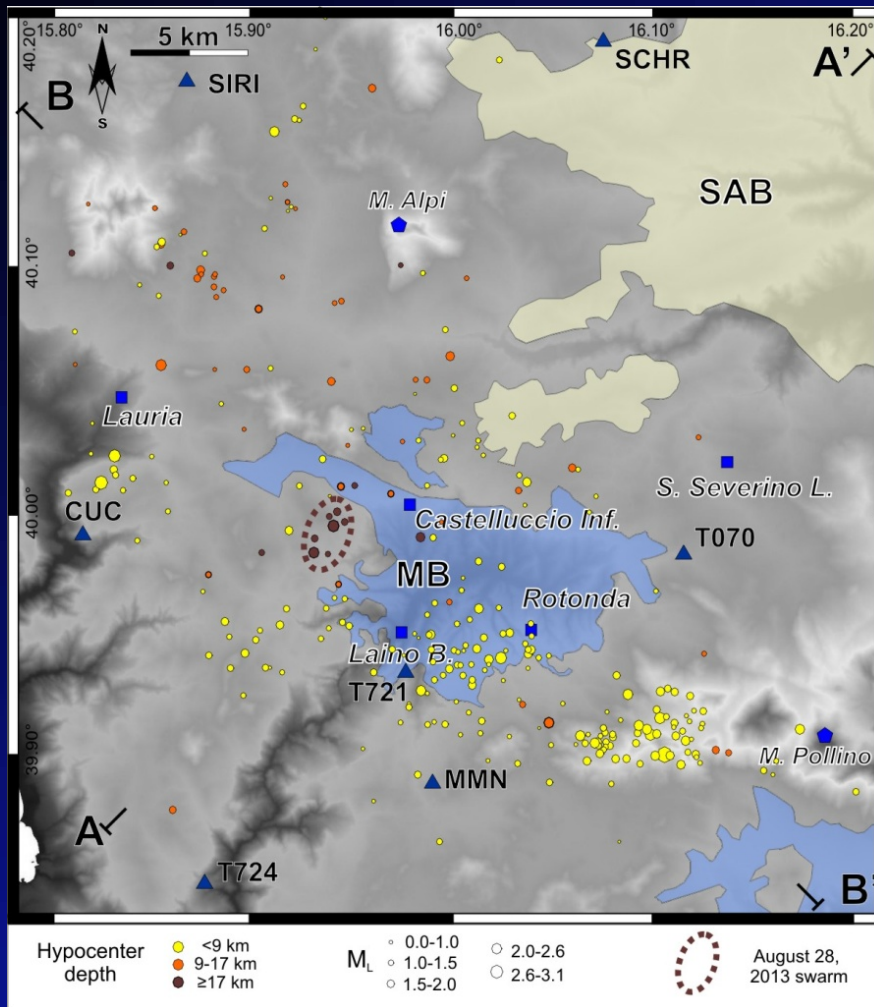 15.80° 15.90° 16.00° 16.10° 16.20°
40.20°
40.10°
40.00°
39.90°
N
S
5 km
SIRI
SCHR
A'
B
SAB
M. Alpi
Lauria
S. Severino L.
CUC
Castelluccio Inf.
T070
MB
Rotonda
Laino B.
T721
M. Pollino
MMN
A
T724
B'
Hypocenter
depth
<9 km
9-17 km
≥17 km
M_L
0.0-1.0
1.0-1.5
1.5-2.0
2.0-2.6
2.6-3.1
August 28,
2013 swarm